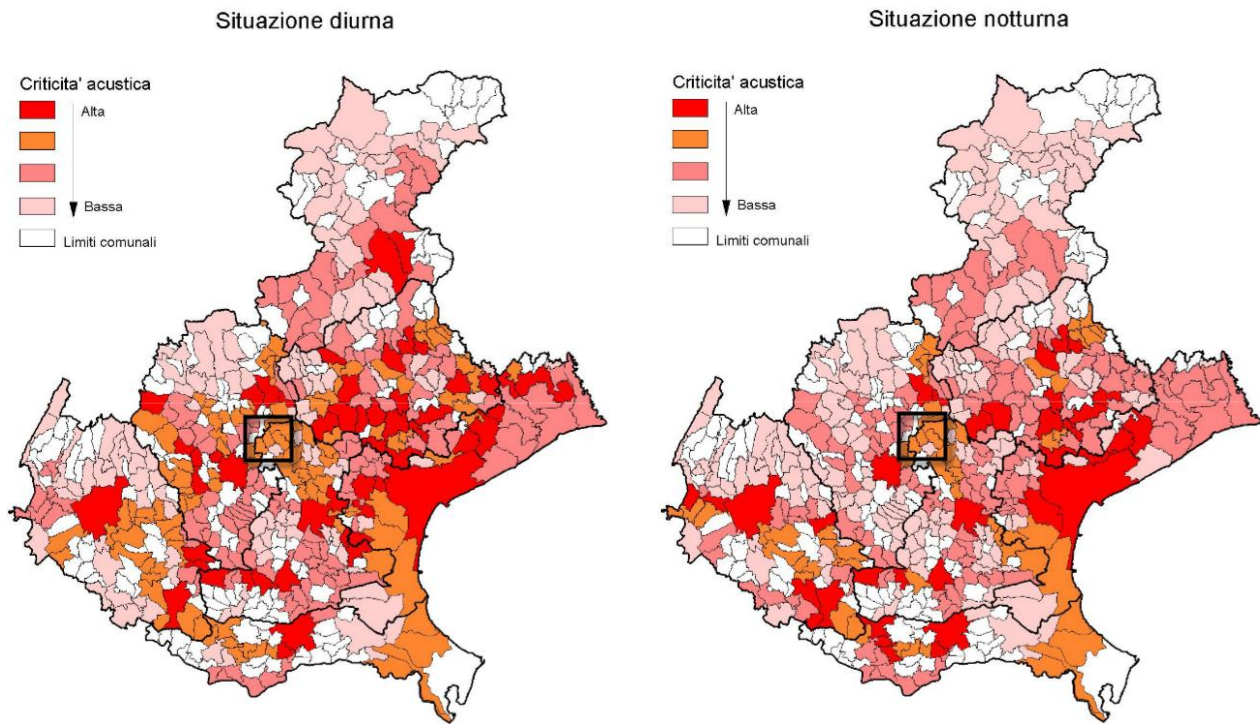 Situazione diurna
Criticita' acustica
Alta
Bassa
Limiti comunali
Situazione notturna
Criticita' acustica
Alta
Bassa
Limiti comunali